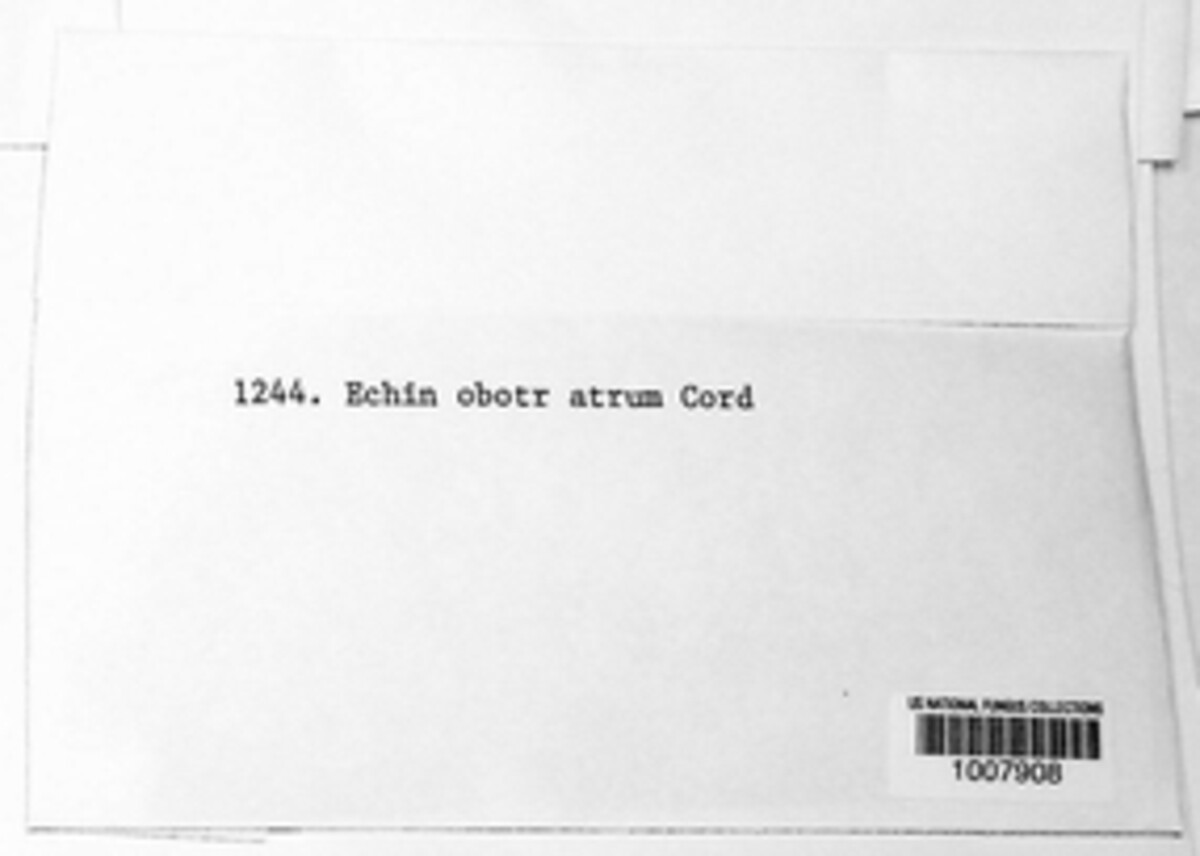 1244. Echin obotr atrum Cord
US NATIONAL FUNGUS COLLECTIONS
1007908